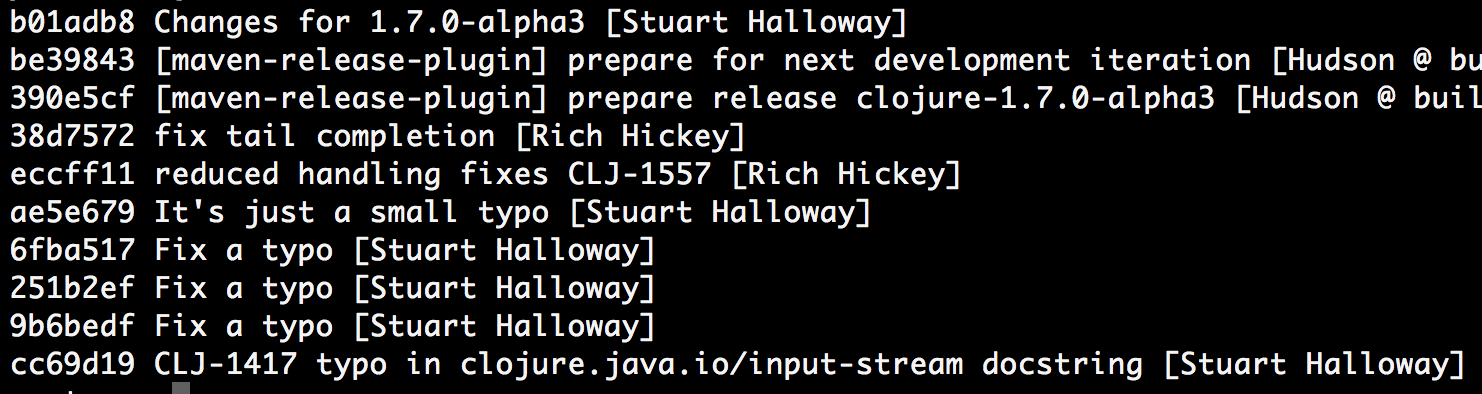 b01adb8 Changes for 1.7.0-alpha3 [Stuart Halloway]
be39843 [maven-release-plugin] prepare for next development iteration [Hudson @ bu
390e5cf [maven-release-plugin] prepare release clojure-1.7.0-alpha3 [Hudson @ buil
38d7572 fix tail completion [Rich Hickey]
eccff11 reduced handling fixes CLJ-1557 [Rich Hickey]
ae5e679 It's just a small typo [Stuart Halloway]
6fba517 Fix a typo [Stuart Halloway]
251b2ef Fix a typo [Stuart Halloway]
9b6bedf Fix a typo [Stuart Halloway]
cc69d19 CLJ-1417 typo in clojure.java.io/input-stream docstring [Stuart Halloway]